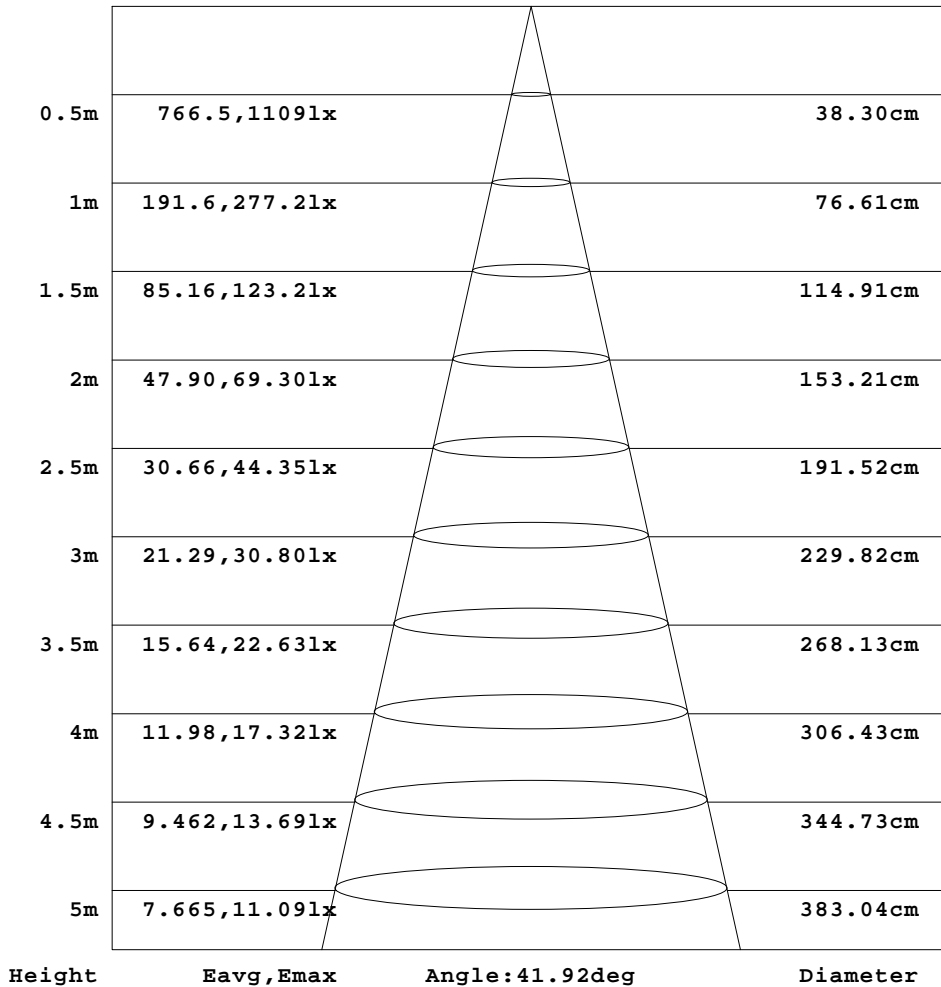 0.5m 766.5,1109lx 38.30cm
1m 191.6,277.2lx 76.61cm
1.5m 85.16,123.2lx 114.91cm
2m 47.90,69.30lx 153.21cm
2.5m 30.66,44.35lx 191.52cm
3m 21.29,30.80lx 229.82cm
3.5m 15.64,22.63lx 268.13cm
4m 11.98,17.32lx 306.43cm
4.5m 9.462,13.69lx 344.73cm
5m 7.665,11.09lx 383.04cm
Height Eavg,Emax Angle:41.92deg Diameter